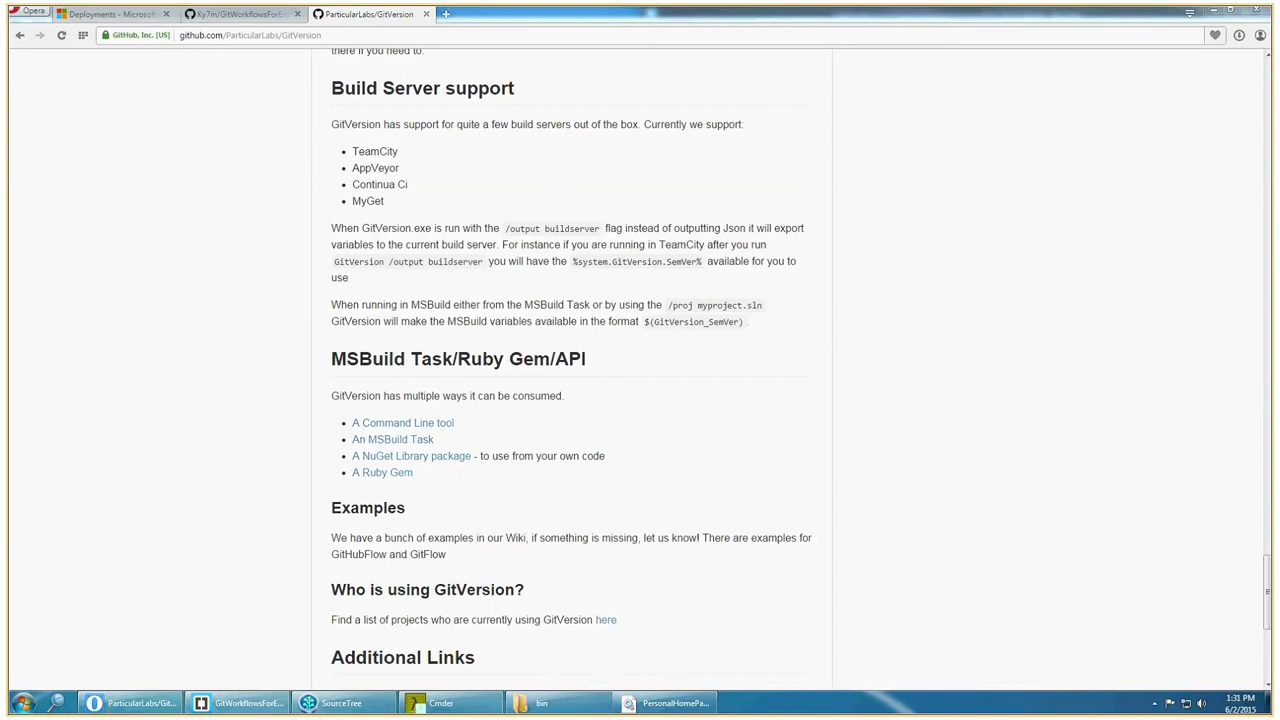 Opera
Deployments - Microsoft
Ky7m/GitWorkflowsForEn
ParticularLabs/GitVersion
GitHub, Inc. [US]
github.com/ParticularLabs/GitVersion
there if you need to.
Build Server support
GitVersion has support for quite a few build servers out of the box. Currently we support:
• TeamCity
• AppVeyor
• Continua Ci
• MyGet
When GitVersion.exe is run with the /output buildserver flag instead of outputting Json it will export
variables to the current build server. For instance if you are running in TeamCity after you run
GitVersion /output buildserver you will have the %system.GitVersion.SemVer% available for you to
use
When running in MSBuild either from the MSBuild Task or by using the /proj myproject.sln
GitVersion will make the MSBuild variables available in the format $(GitVersion_SemVer) .
MSBuild Task/Ruby Gem/API
GitVersion has multiple ways it can be consumed.
• A Command Line tool
• An MSBuild Task
• A NuGet Library package - to use from your own code
• A Ruby Gem
Examples
We have a bunch of examples in our Wiki, if something is missing, let us know! There are examples for
GitHubFlow and GitFlow
Who is using GitVersion?
Find a list of projects who are currently using GitVersion here
Additional Links
ParticularLabs/Git...
GitWorkflowsForE...
SourceTree
Cmder
bin
PersonalHomePa...
1:31 PM
6/2/2015